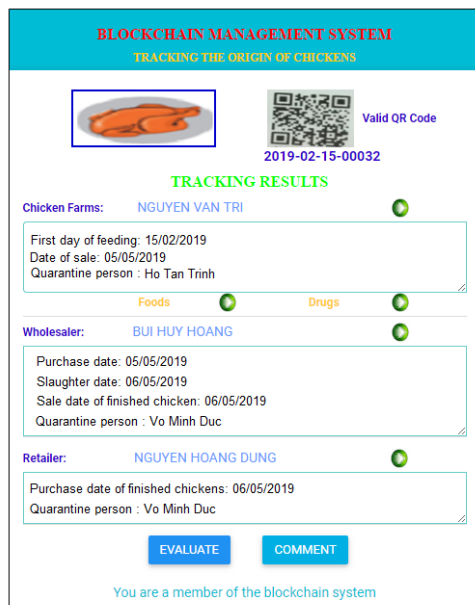 BLOCKCHAIN MANAGEMENT SYSTEM
TRACKING THE ORIGIN OF CHICKENS
Valid QR Code
2019-02-15-00032
TRACKING RESULTS
Chicken Farms: NGUYEN VAN TRI
First day of feeding: 15/02/2019
Date of sale: 05/05/2019
Quarantine person : Ho Tan Trinh
Foods Drugs
Wholesaler: BUI HUY HOANG
Purchase date: 05/05/2019
Slaughter date: 06/05/2019
Sale date of finished chicken: 06/05/2019
Quarantine person : Vo Minh Duc
Retailer: NGUYEN HOANG DUNG
Purchase date of finished chickens: 06/05/2019
Quarantine person : Vo Minh Duc
EVALUATE COMMENT
You are a member of the blockchain system